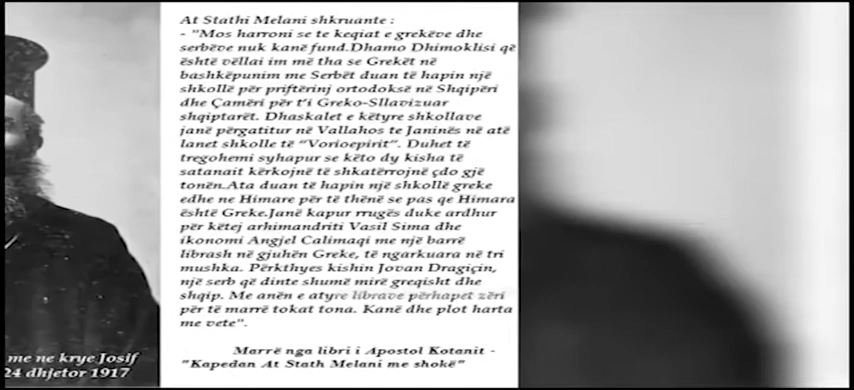 At Stathi Melani shkruante :
- "Mos harroni se te keqiat e grekëve dhe
serbëve nuk kanë fund.Dhamo Dhimoklisi që
është vëllai im më tha se Grekët në
bashkëpunim me Serbët duan të hapin një
shkollë për priftërinj ortodoksë në Shqipëri
dhe Çamëri për t'i Greko-Sllavizuar
shqiptarët. Dhaskalet e këtyre shkollave
janë përgatitur në Vallahos te Janinës në atë
lanet shkolle të "Vorioepirit". Duhet të
tregohemi syhapur se këto dy kisha të
satanait kërkojnë të shkatërrojnë çdo gjë
tonën.Ata duan të hapin një shkollë greke
edhe ne Himare për të thënë se pas qe Himara
është Greke.Janë kapur rrugës duke ardhur
për këtej arhimandriti Vasil Sima dhe
ikonomi Angjel Calimaqi me një barrë
librash në gjuhën Greke, të ngarkuara në tri
mushka. Përkthyes kishin Jovan Dragiçin,
një serb që dinte shumë mirë greqisht dhe
shqip. Me anën e atyre librave përhapet zëri
për të marrë tokat tona. Kanë dhe plot harta
me vete".
Marrë nga libri i Apostol Kotanit -
"Kapedan At Stath Melani me shokë"
me ne krye Josif
24 dhjetor 1917